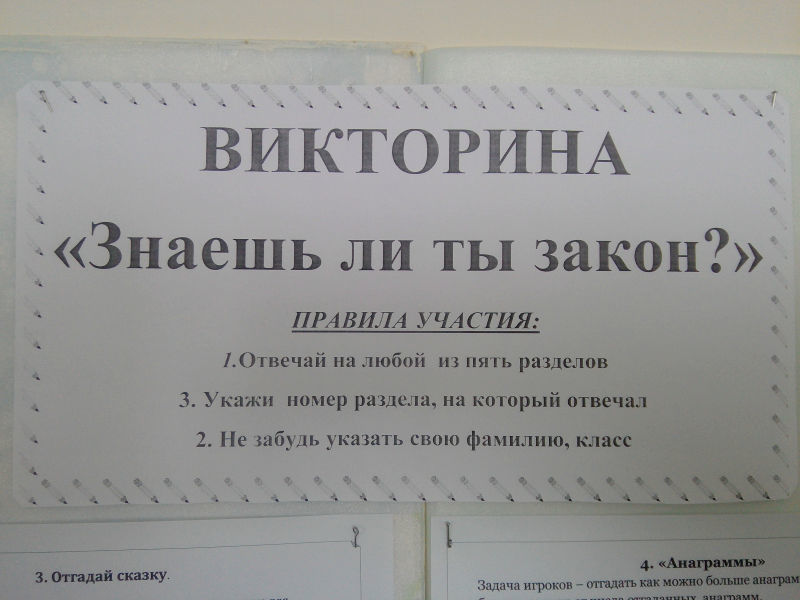 ВИКТОРИНА
«Знаешь ли ты закон?»
ПРАВИЛА УЧАСТИЯ:
1.Отвечай на любой из пять разделов
3. Укажи номер раздела, на который отвечал
2. Не забудь указать свою фамилию, класс
3. Отгадай сказку.
4. «Анаграммы»
Задача игроков – отгадать как можно больше анаграм